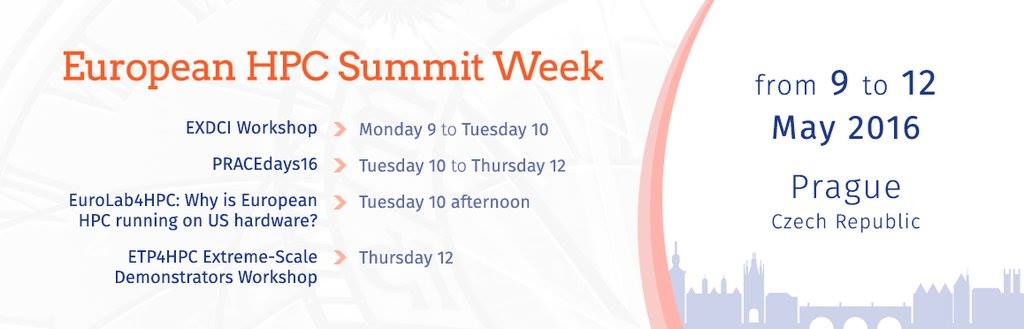 European HPC Summit Week
EXDCI Workshop Monday 9 to Tuesday 10
PRACEdays16 Tuesday 10 to Thursday 12
EuroLab4HPC: Why is European Tuesday 10 afternoon
HPC running on US hardware?
ETP4HPC Extreme-Scale Thursday 12
Demonstrators Workshop
from 9 to 12
May 2016
Prague
Czech Republic